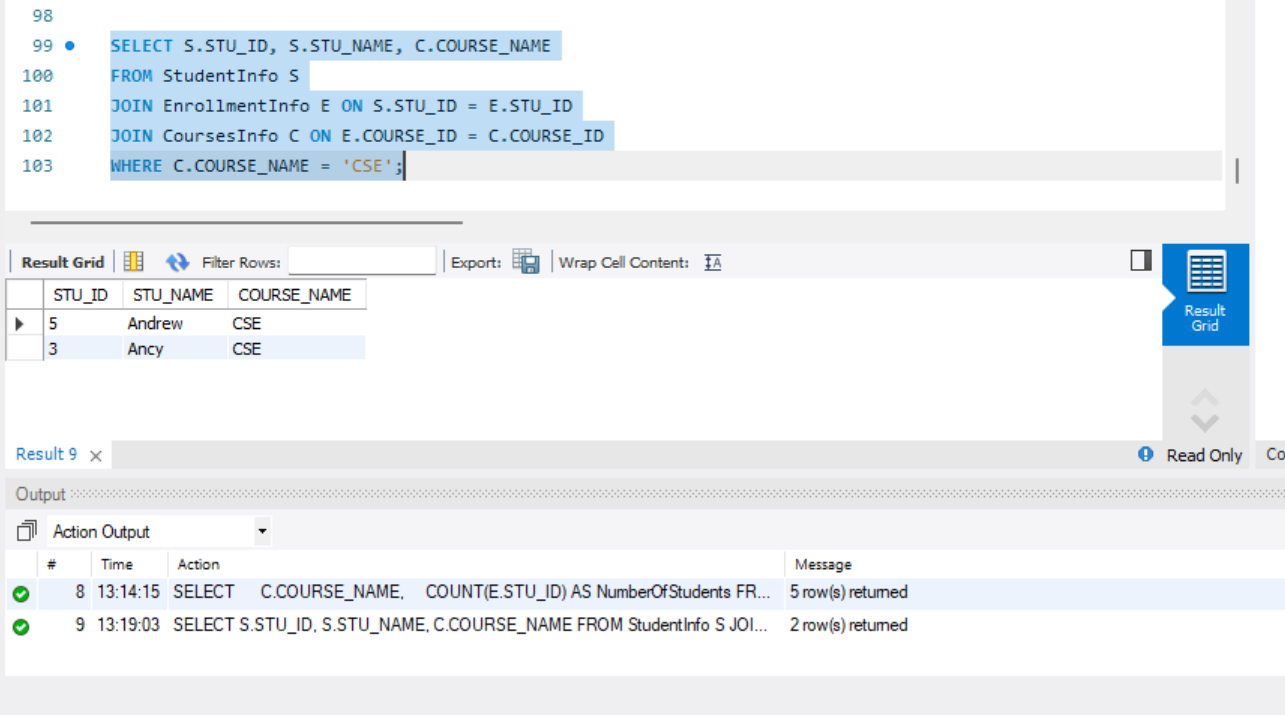 98
99 SELECT S.STU_ID, S.STU_NAME, C.COURSE_NAME
100 FROM StudentInfo S
101 JOIN EnrollmentInfo E ON S.STU_ID = E.STU_ID
102 JOIN CoursesInfo C ON E.COURSE_ID = C.COURSE_ID
103 WHERE C.COURSE_NAME = 'CSE';
Result Grid Filter Rows: Export: Wrap Cell Content: IA
STU_ID STU_NAME COURSE_NAME
5 Andrew CSE
3 Ancy CSE
Result
Grid
Result 9 Read Only Co
Output
Action Output
# Time Action Message
8 13:14:15 SELECT C.COURSE_NAME, COUNT(E.STU_ID) AS NumberOfStudents FR... 5 row(s) returned
9 13:19:03 SELECT S.STU_ID, S.STU_NAME, C.COURSE_NAME FROM StudentInfo S JOI... 2 row(s) returned